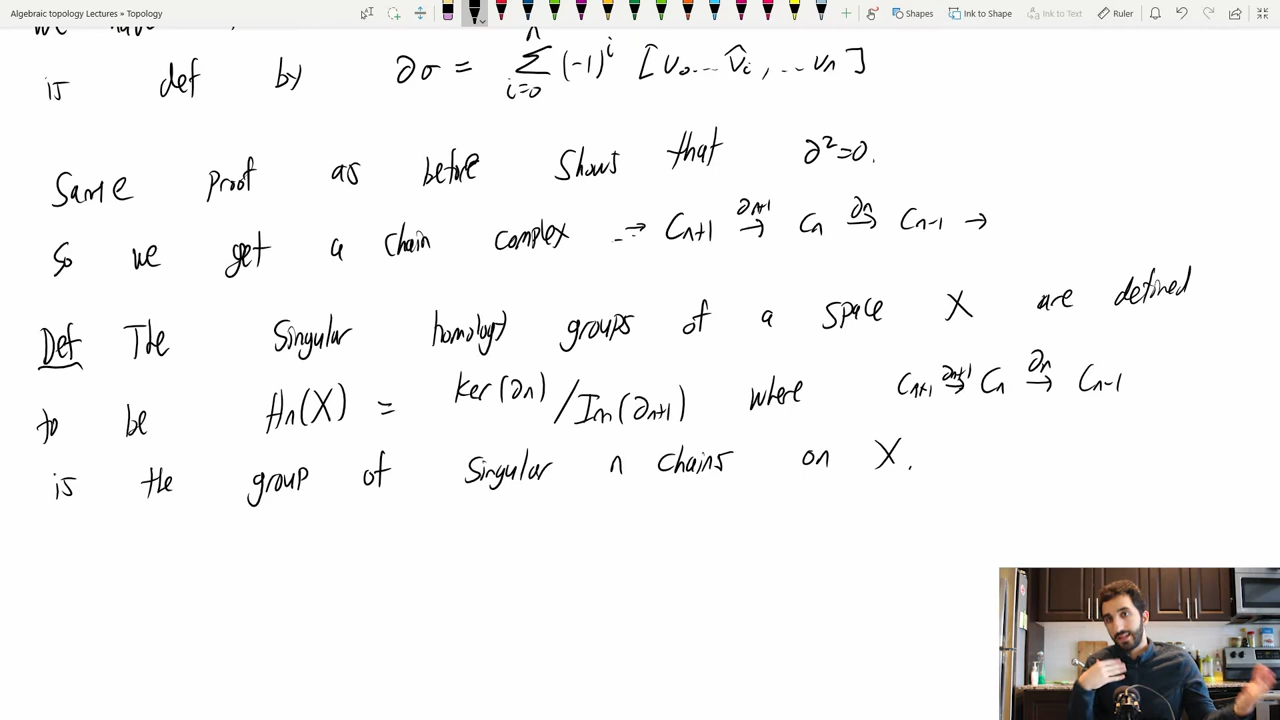 Algebraic topology Lectures » Topology
Shapes Ink to Shape Ink to Text Ruler
we have
is def by ∂σ = Σ_{i=0}^{n} (-1)^i [v_0...v̂_i,...v_n]
Same proof as before shows that ∂²=0.
So we get a chain complex ... → C_{n+1} →^{∂_{n+1}} C_n →^{∂_n} C_{n-1} →
Def The Singular homology groups of a space X are defined
to be H_n(X) = ker(∂_n) / Im(∂_{n+1}) where C_{n+1} →^{∂_{n+1}} C_n →^{∂_n} C_{n-1}
is the group of Singular n chains on X.